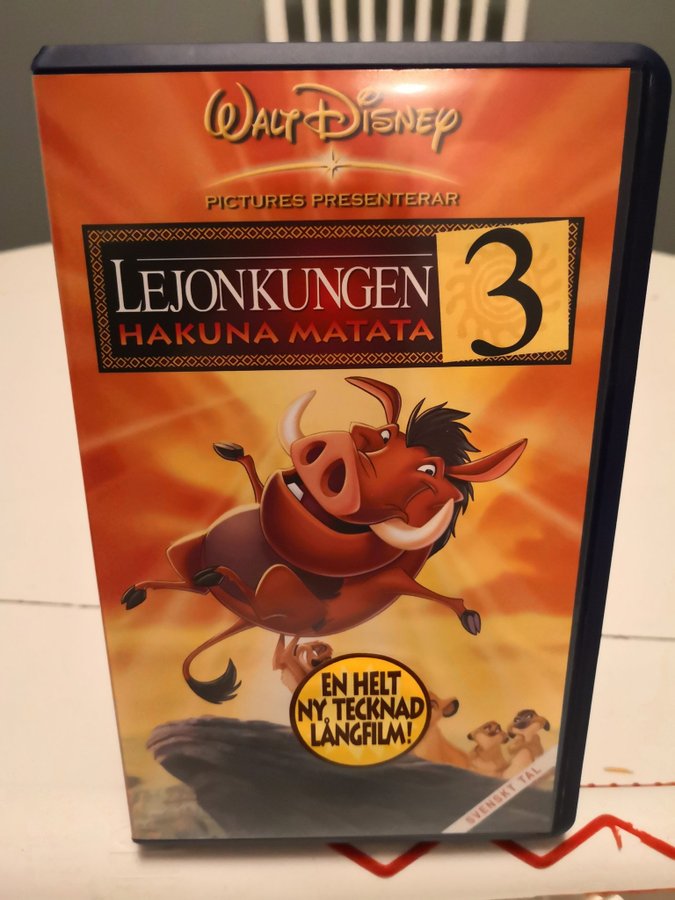 WALT DISNEY
PICTURES PRESENTERAR
LEJONKUNGEN 3
HAKUNA MATATA
EN HELT
NY TECKNAD
LÅNGFILM!
SVENSKT TAL